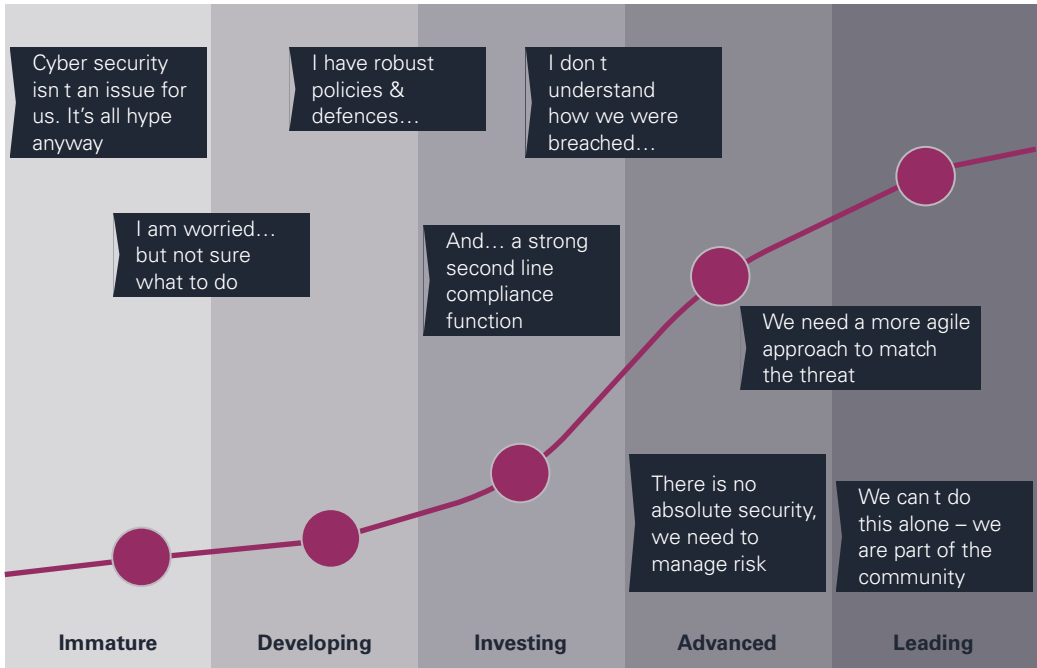 Cyber security
isn t an issue for
us. It's all hype
anyway
I am worried…
but not sure
what to do
I have robust
policies &
defences…
And… a strong
second line
compliance
function
I don t
understand
how we were
breached…
There is no
absolute security,
we need to
manage risk
We need a more agile
approach to match
the threat
We can t do
this alone – we
are part of the
community
Immature
Developing
Investing
Advanced
Leading